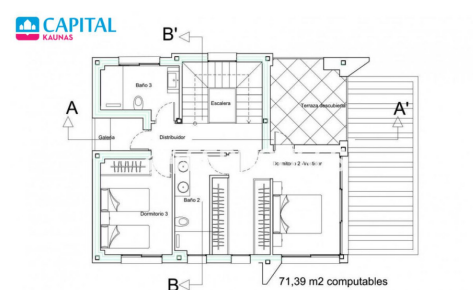 CAPITAL
KAUNAS
B'
Baño 3
Escalera
Terraza descubierta
A
A'
Galería
Distribuidor
Baño 2
Dormitorio 3
B
71,39 m2 computables